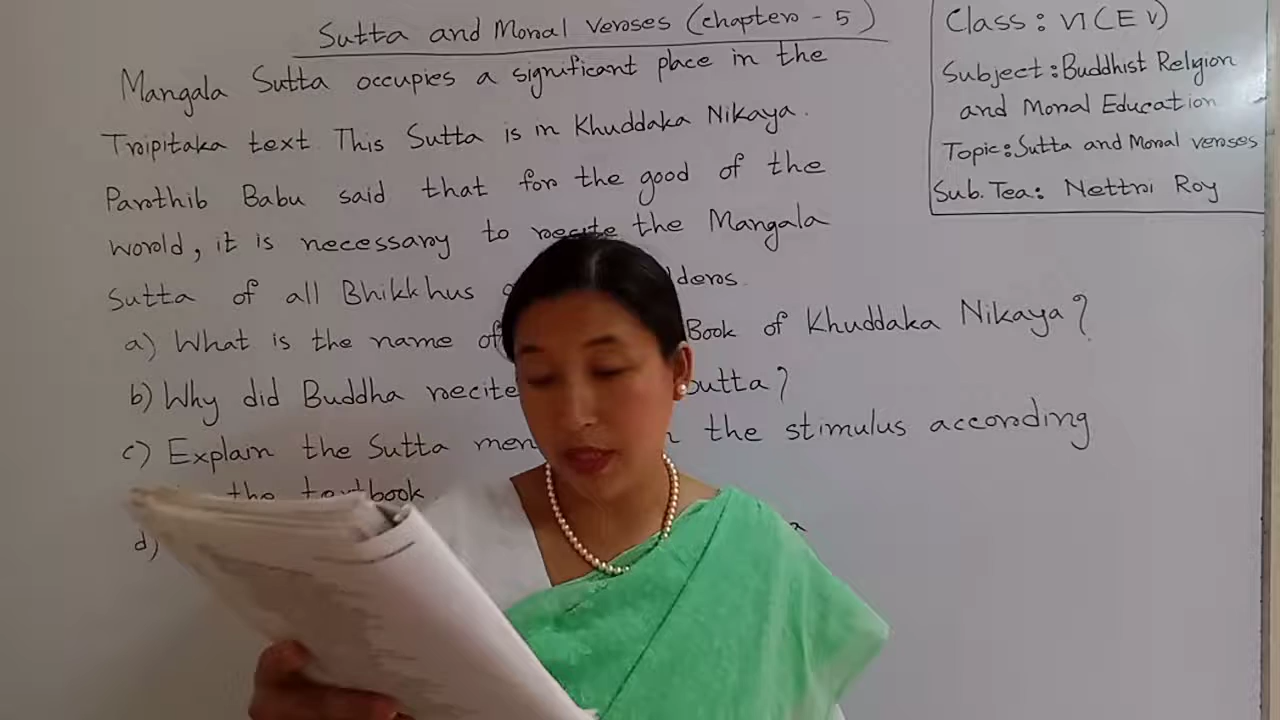 Sutta and Moral Verses (chapter - 5)
Mangala Sutta occupies a significant place in the
Tripitaka text. This Sutta is in Khuddaka Nikaya.
Parthib Babu said that for the good of the
world, it is necessary to recite the Mangala
Sutta of all Bhikkhus
a) What is the name of Book of Khuddaka Nikaya?
b) Why did Buddha recite Sutta?
c) Explain the Sutta the stimulus according
the textbook.
d)
Class: VI (EV)
Subject: Buddhist Religion
and Moral Education
Topic: Sutta and Moral verses
Sub. Tea: Nettri Roy